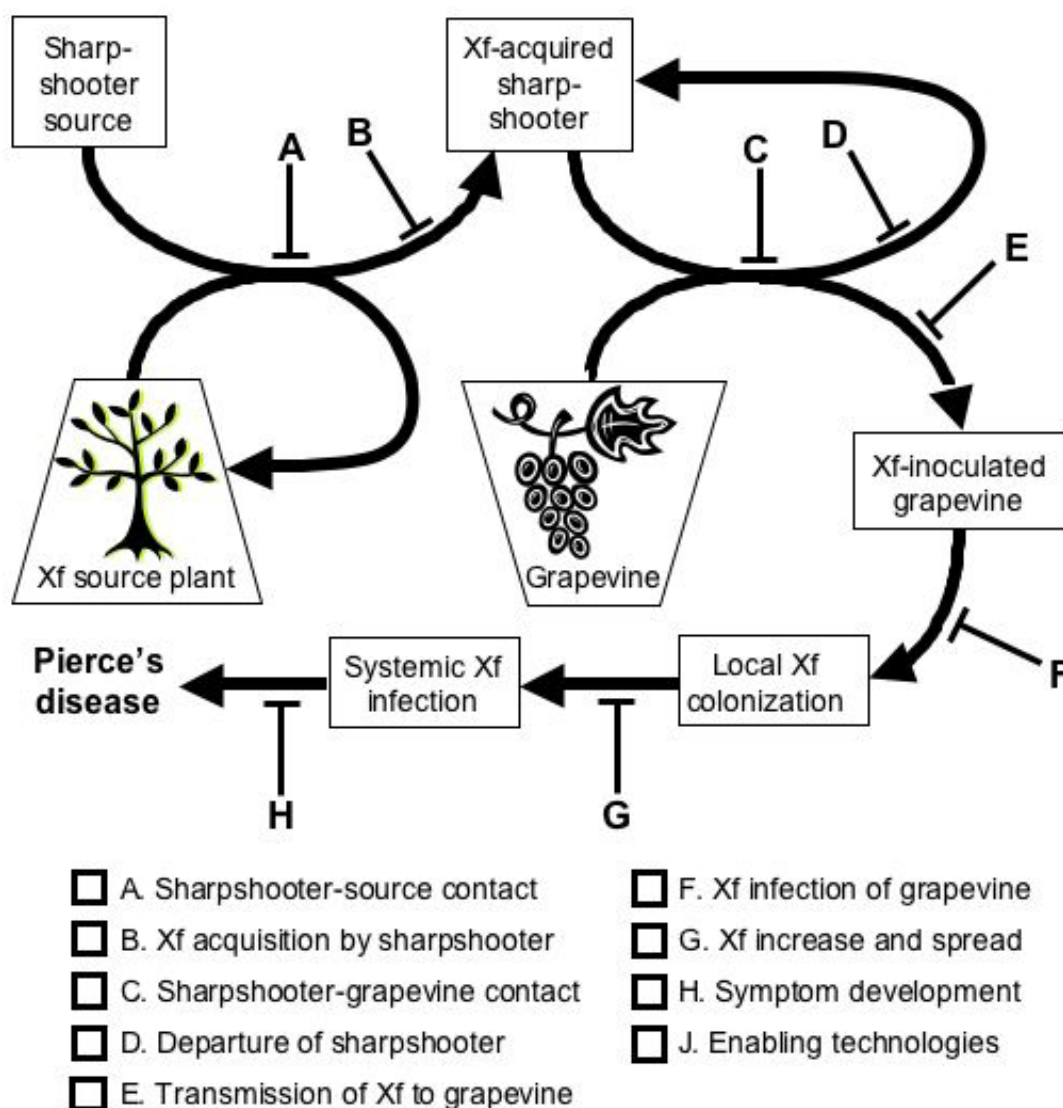 Sharp-
shooter
source
Xf-acquired
sharp-
shooter
A
B
C
D
E
Xf source plant
Grapevine
Xf-inoculated
grapevine
Pierce's
disease
Systemic Xf
infection
Local Xf
colonization
F
H
G
A. Sharpshooter-source contact
B. Xf acquisition by sharpshooter
C. Sharpshooter-grapevine contact
D. Departure of sharpshooter
E. Transmission of Xf to grapevine
F. Xf infection of grapevine
G. Xf increase and spread
H. Symptom development
J. Enabling technologies